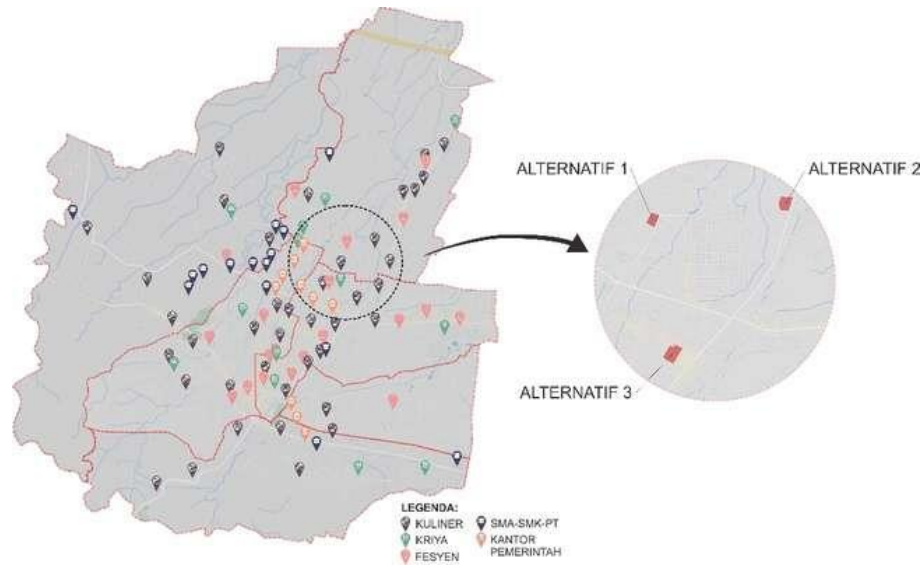 ALTERNATIF 1
ALTERNATIF 2
ALTERNATIF 3
LEGENDA:
KULINER
KRIYA
FESYEN
SMA-SMK-PT
KANTOR
PEMERINTAH